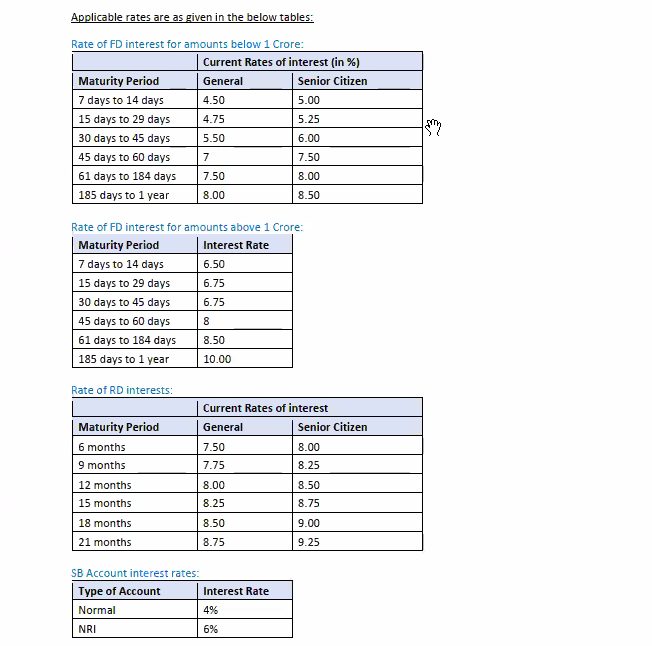 Applicable rates are as given in the below tables:
Rate of FD interest for amounts below 1 Crore:
Current Rates of interest (in %)
Maturity Period General Senior Citizen
7 days to 14 days 4.50 5.00
15 days to 29 days 4.75 5.25
30 days to 45 days 5.50 6.00
45 days to 60 days 7 7.50
61 days to 184 days 7.50 8.00
185 days to 1 year 8.00 8.50
Rate of FD interest for amounts above 1 Crore:
Maturity Period Interest Rate
7 days to 14 days 6.50
15 days to 29 days 6.75
30 days to 45 days 6.75
45 days to 60 days 8
61 days to 184 days 8.50
185 days to 1 year 10.00
Rate of RD interests:
Current Rates of interest
Maturity Period General Senior Citizen
6 months 7.50 8.00
9 months 7.75 8.25
12 months 8.00 8.50
15 months 8.25 8.75
18 months 8.50 9.00
21 months 8.75 9.25
SB Account interest rates:
Type of Account Interest Rate
Normal 4%
NRI 6%